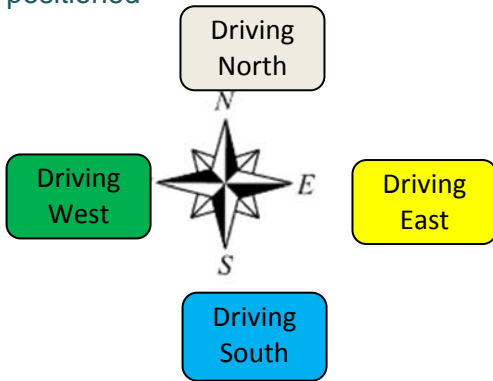 positioned
Driving
North
N
Driving
West
E
Driving
East
S
Driving
South